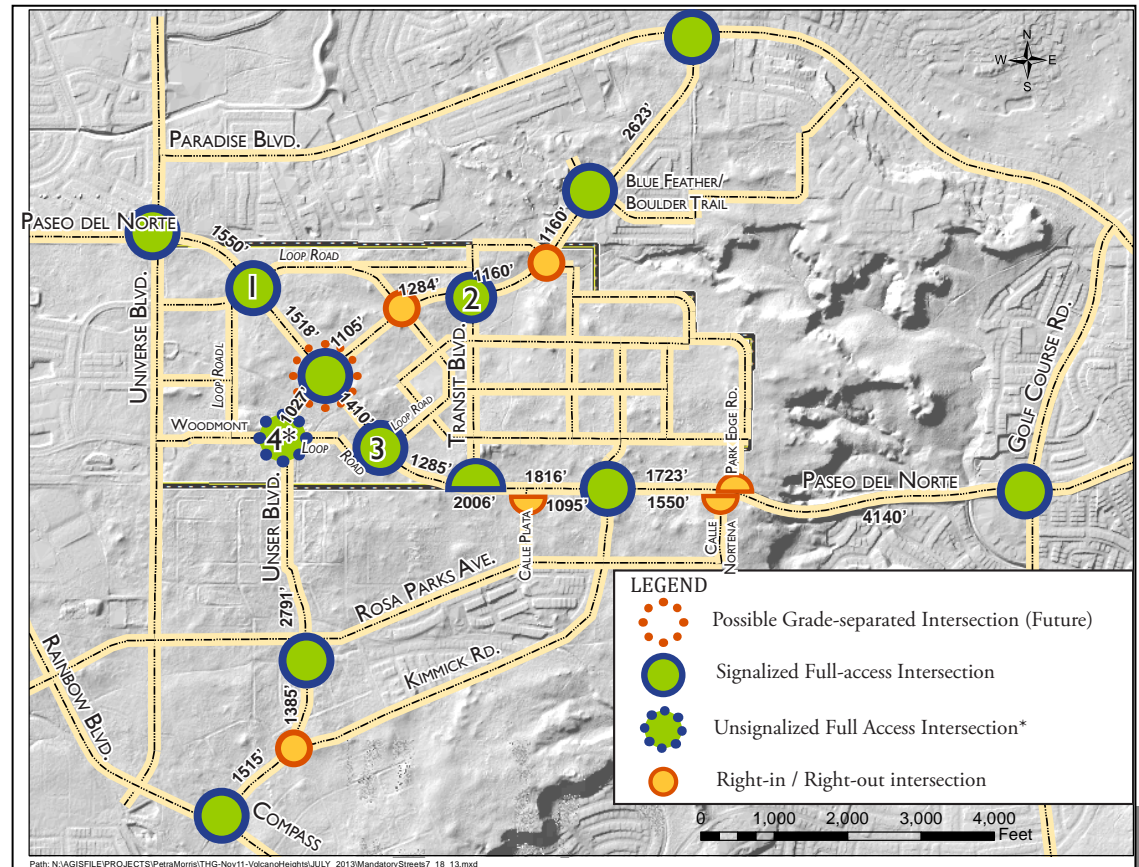 N
W E
S
2623'
PARADISE BLVD.
BLUE FEATHER/
BOULDER TRAIL
PASEO DEL NORTE
1550'
1160'
LOOP ROAD
1160'
1284'
1
2
1518'
1105'
UNIVERSE BLVD.
LOOP ROADL
TRANSIT BLVD.
GOLF COURSE RD.
1027'
1410'
LOOP ROAD
PARK EDGE RD.
WOODMONT
4*
LOOP
ROAD
3
1285'
1816'
1723'
PASEO DEL NORTE
2006'
1095'
1550'
4140'
UNSER BLVD.
CALLE PLATA
CALLE
NORTENA
ROSA PARKS AVE.
2791'
KIMMICK RD.
RAINBOW BLVD.
1385'
1515'
COMPASS
LEGEND
Possible Grade-separated Intersection (Future)
Signalized Full-access Intersection
Unsignalized Full Access Intersection*
Right-in / Right-out intersection
0 1,000 2,000 3,000 4,000
Feet
Path: N:\AGISFILE\PROJECTS\PetraMorris\THG-Nov11-VolcanoHeights\JULY_2013\MandatoryStreets7_18_13.mxd